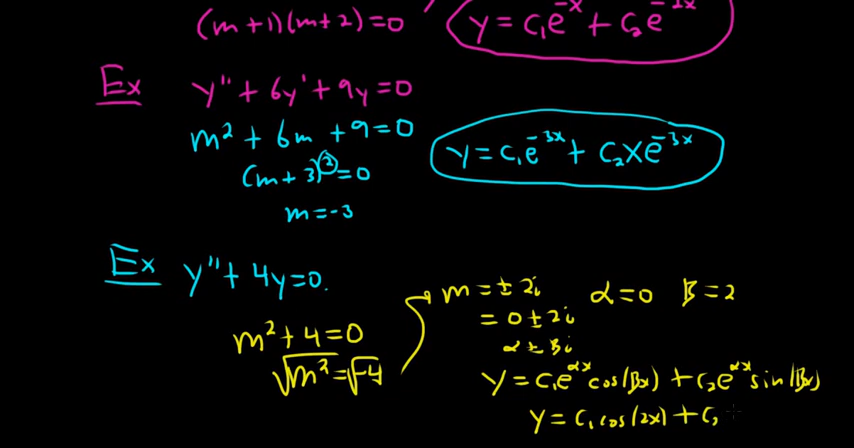 (m+1)(m+2)=0 y=c₁e^-x + c₂e^-2x
Ex y''+6y'+9y=0
m²+6m+9=0
(m+3)²=0 y=c₁e^-3x + c₂xe^-3x
m=-3
Ex y''+4y=0.
m=±2i α=0 β=2
=0±2i
m²+4=0
α±βi
√m²=√-4
y=c₁e^αx cos(βx)+c₂e^αx sin(βx)
y=c₁cos(2x)+c₂